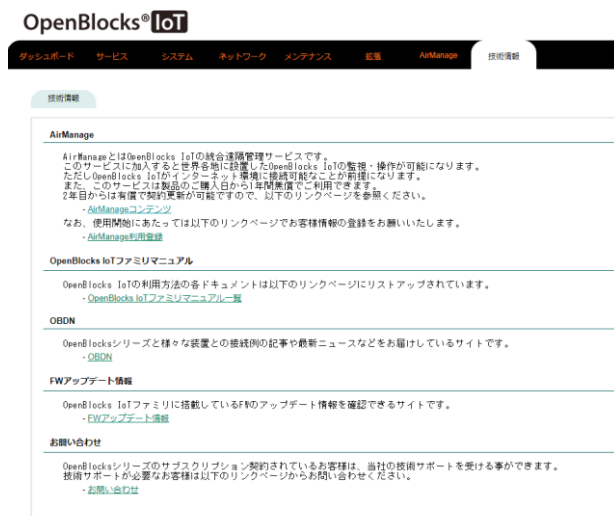 OpenBlocks® IoT
ダッシュボード サービス システム ネットワーク メンテナンス 拡張 AirManage 技術情報
技術情報
AirManage
AirManageとはOpenBlocks IoTの統合遠隔管理サービスです。
このサービスに加入すると世界各地に設置したOpenBlocks IoTの監視・操作が可能になります。
ただしOpenBlocks IoTがインターネット環境に接続可能なことが前提になります。
また、このサービスは製品のご購入日から1年間無償でご利用できます。
2年目からは有償で契約更新が可能ですので、以下のリンクページを参照ください。
- AirManageコンテンツ
なお、使用開始にあたっては以下のリンクページでお客様情報の登録をお願いいたします。
- AirManage利用登録
OpenBlocks IoTファミリマニュアル
OpenBlocks IoTの利用方法の各ドキュメントは以下のリンクページにリストアップされています。
- OpenBlocks IoTファミリマニュアル一覧
OBDN
OpenBlocksシリーズと様々な装置との接続例の記事や最新ニュースなどをお届けしているサイトです。
- OBDN
FWアップデート情報
OpenBlocks IoTファミリに搭載しているFWのアップデート情報を確認できるサイトです。
- FWアップデート情報
お問い合わせ
OpenBlocksシリーズのサブスクリプション契約されているお客様は、当社の技術サポートを受ける事ができます。
技術サポートが必要なお客様は以下のリンクページからお問い合わせください。
- お問い合わせ